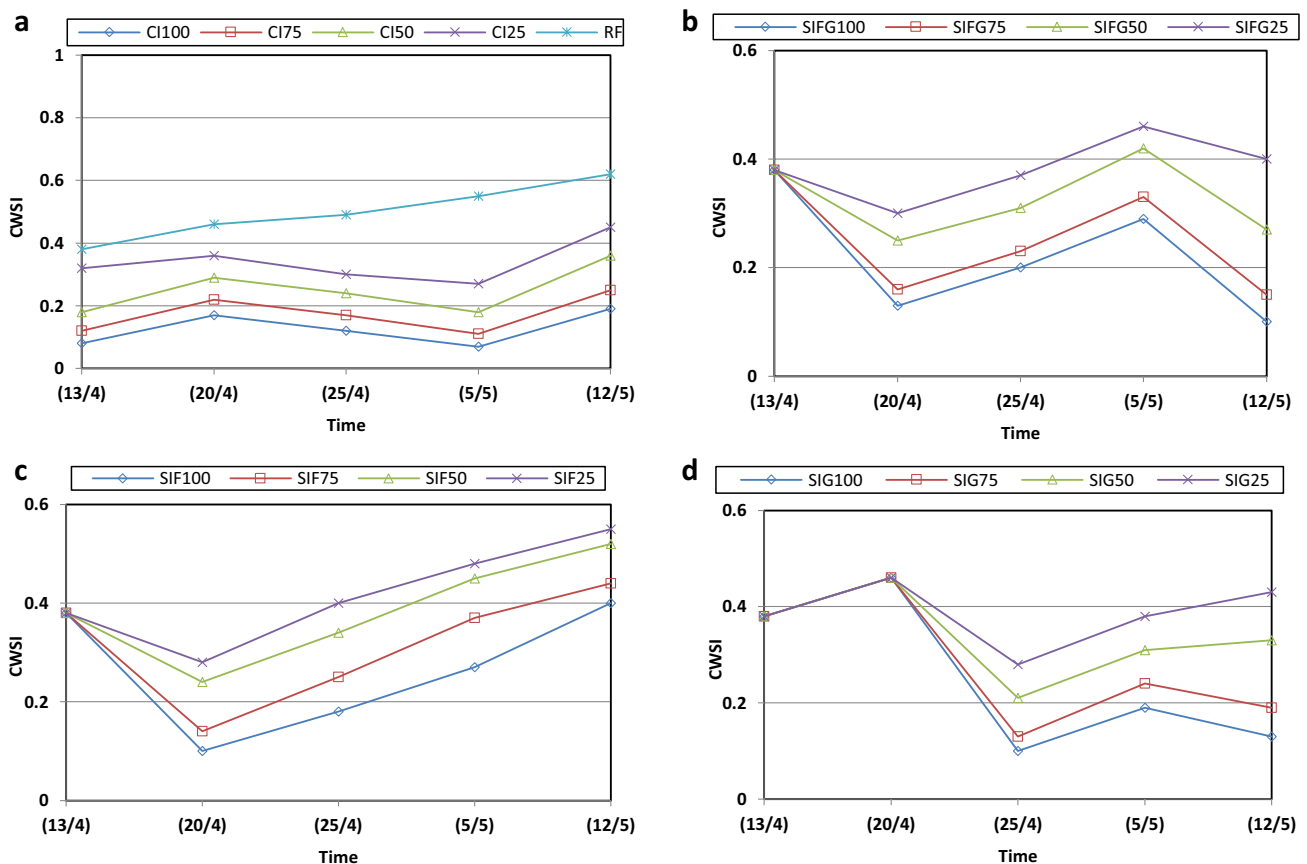 a
CI100 CI75 CI50 CI25 RF
1
0.8
0.6
0.4
0.2
0
CWSI
(13/4) (20/4) (25/4) (5/5) (12/5)
Time
b
SIFG100 SIFG75 SIFG50 SIFG25
0.6
0.4
0.2
0
CWSI
(13/4) (20/4) (25/4) (5/5) (12/5)
Time
c
SIF100 SIF75 SIF50 SIF25
0.6
0.4
0.2
0
CWSI
(13/4) (20/4) (25/4) (5/5) (12/5)
Time
d
SIG100 SIG75 SIG50 SIG25
0.6
0.4
0.2
0
CWSI
(13/4) (20/4) (25/4) (5/5) (12/5)
Time